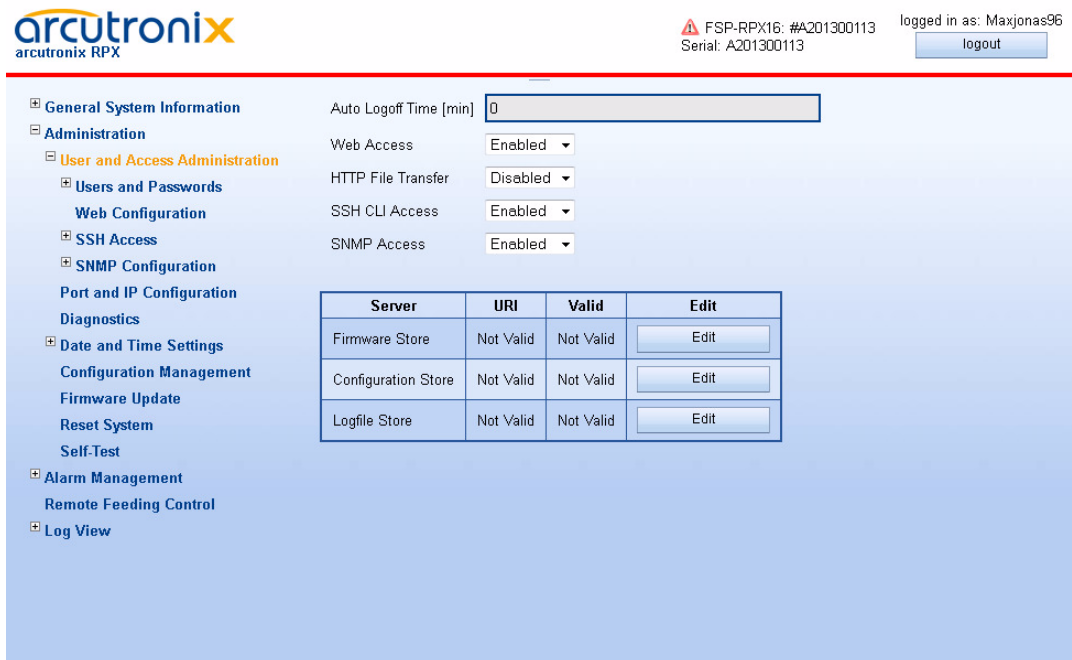 arcutronix
arcutronix RPX
FSP-RPX16: #A201300113
Serial: A201300113
logged in as: Maxjonas96
logout
General System Information
Administration
User and Access Administration
Users and Passwords
Web Configuration
SSH Access
SNMP Configuration
Port and IP Configuration
Diagnostics
Date and Time Settings
Configuration Management
Firmware Update
Reset System
Self-Test
Alarm Management
Remote Feeding Control
Log View
Auto Logoff Time [min] 0
Web Access Enabled
HTTP File Transfer Disabled
SSH CLI Access Enabled
SNMP Access Enabled
Server URI Valid Edit
Firmware Store Not Valid Not Valid Edit
Configuration Store Not Valid Not Valid Edit
Logfile Store Not Valid Not Valid Edit